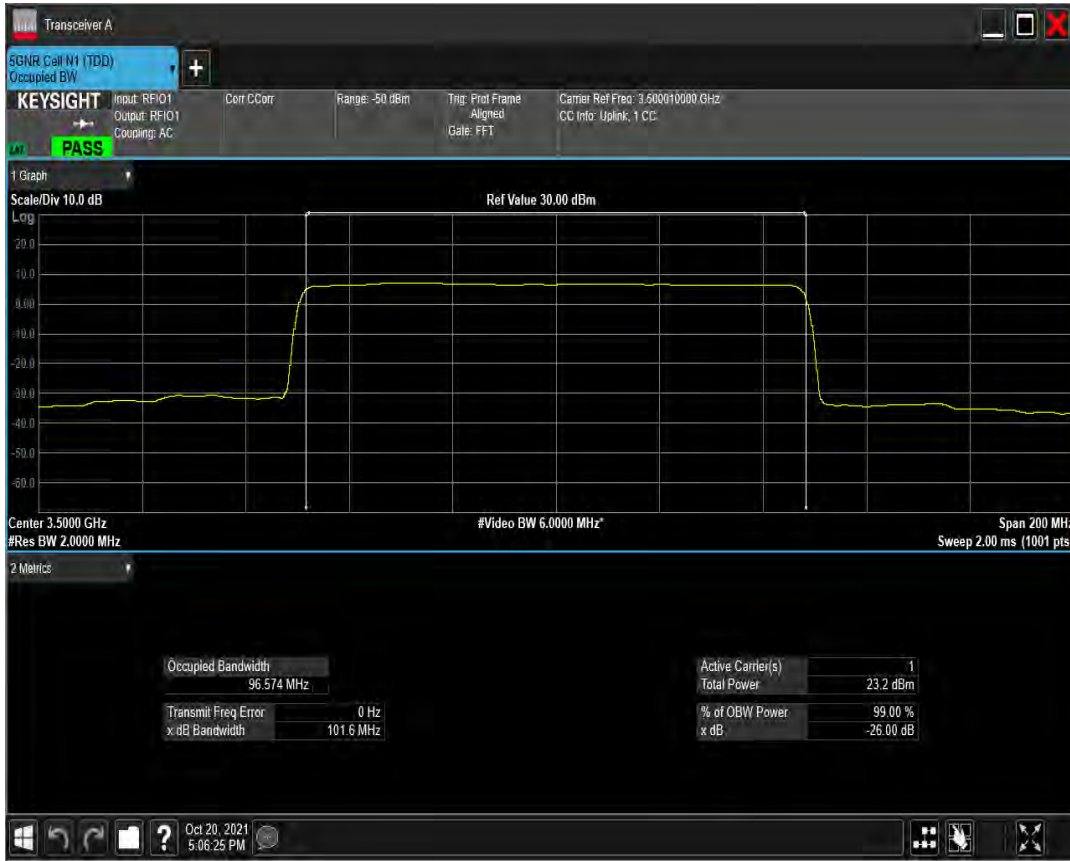 Transceiver A
5GNR Cell N1 (TDD)
Occupied BW
+
KEYSIGHT
Input: RFIO1
Output: RFIO1
Coupling: AC
Corr CCorr
Range: -50 dBm
Trig: Prot Frame
Aligned
Gate: FFT
Carrier Ref Freq: 3.500010000 GHz
CC Info: Uplink, 1 CC
PASS
1 Graph
Scale/Div 10.0 dB
Ref Value 30.00 dBm
Log
20.0
10.0
0.00
-10.0
-20.0
-30.0
-40.0
-50.0
-60.0
Center 3.5000 GHz
#Video BW 6.0000 MHz*
Span 200 MHz
#Res BW 2.0000 MHz
Sweep 2.00 ms (1001 pts
2 Metrics
Occupied Bandwidth
96.574 MHz
Transmit Freq Error 0 Hz
x dB Bandwidth 101.6 MHz
Active Carrier(s) 1
Total Power 23.2 dBm
% of OBW Power 99.00 %
x dB -26.00 dB
?
Oct 20, 2021
5:06:25 PM